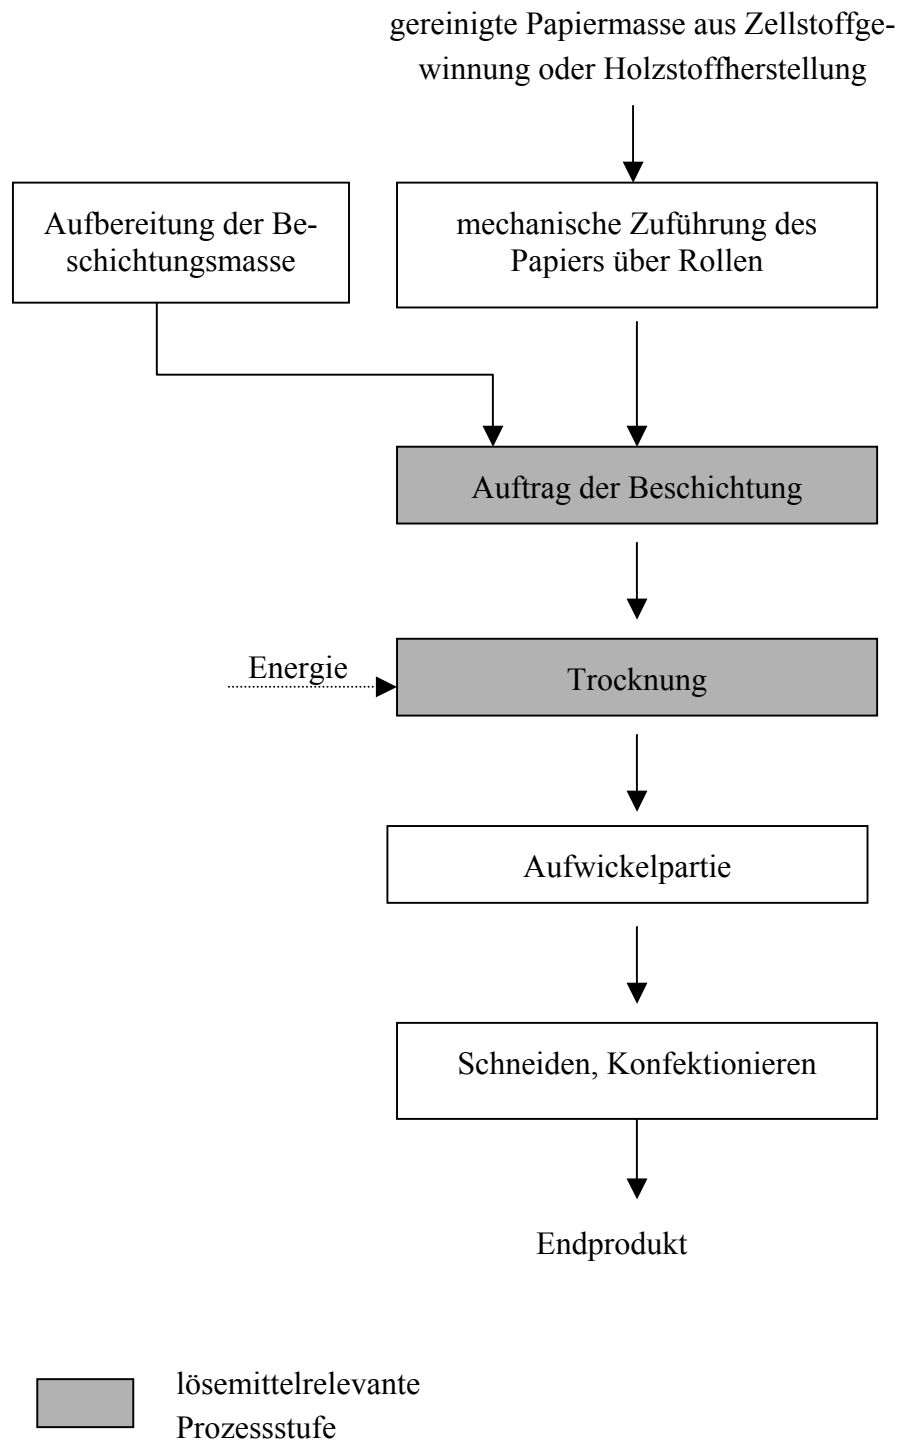 gereinigte Papiermasse aus Zellstoffge-
winnung oder Holzstoffherstellung
Aufbereitung der Be-
schichtungsmasse
mechanische Zuführung des
Papiers über Rollen
Auftrag der Beschichtung
Energie
Trocknung
Aufwickelpartie
Schneiden, Konfektionieren
Endprodukt
lösemittelrelevante
Prozessstufe